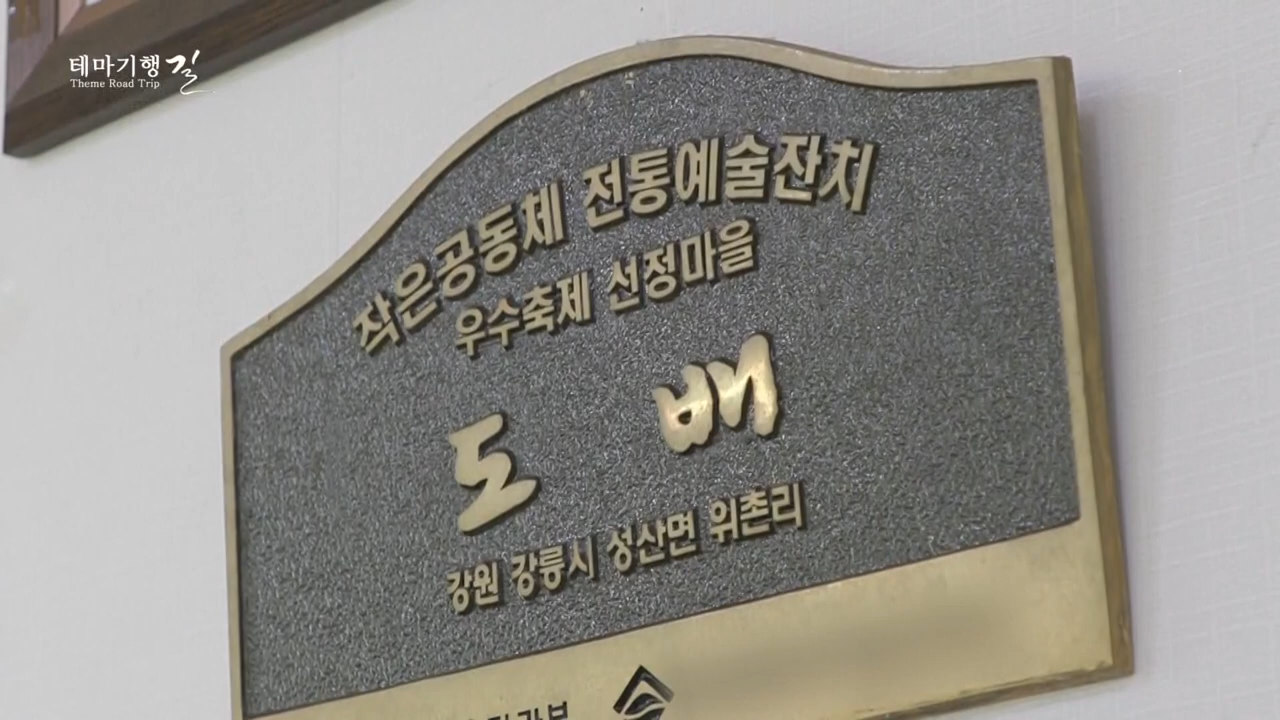 테마기행 길
Theme Road Trip
작은공동체 전통예술잔치
우수축제 선정마을
도 배
강원 강릉시 성산면 위촌리